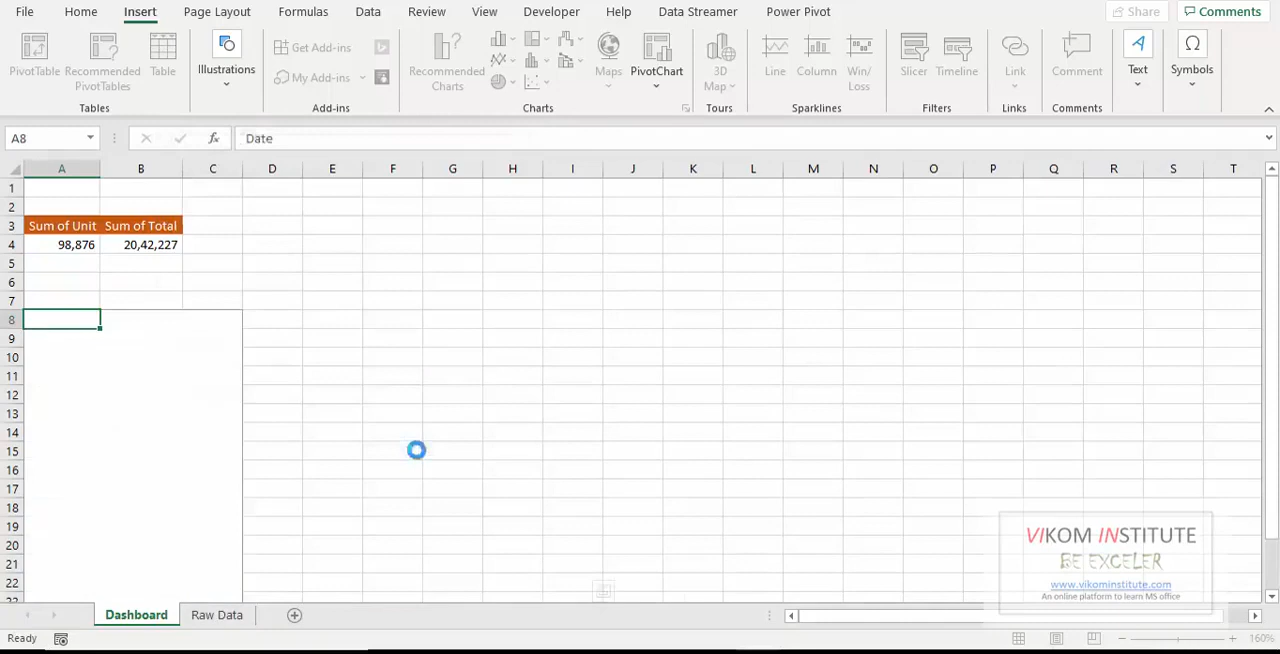 File Home Insert Page Layout Formulas Data Review View Developer Help Data Streamer Power Pivot Share Comments
PivotTable Recommended PivotTables Table Illustrations Get Add-ins My Add-ins Recommended Charts Maps PivotChart 3D Map Line Column Win/Loss Slicer Timeline Link Comment Text Symbols
Tables Add-ins Charts Tours Sparklines Filters Links Comments
A8 fx Date
A B C D E F G H I J K L M N O P Q R S T
1
2
3 Sum of Unit Sum of Total
4 98,876 20,42,227
5
6
7
8
9
10
11
12
13
14
15
16
17
18
19
20
21
22
VIKOM INSTITUTE
BE EXCELER
www.vikominstitute.com
An online platform to learn MS office
Dashboard Raw Data
Ready 160%